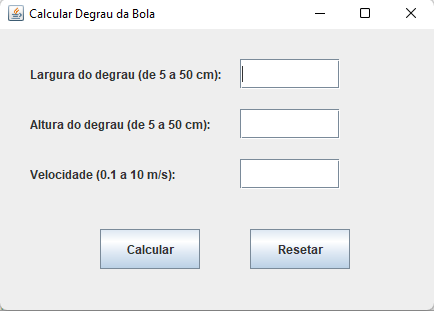 Calcular Degrau da Bola
Largura do degrau (de 5 a 50 cm):
Altura do degrau (de 5 a 50 cm):
Velocidade (0.1 a 10 m/s):
Calcular Resetar